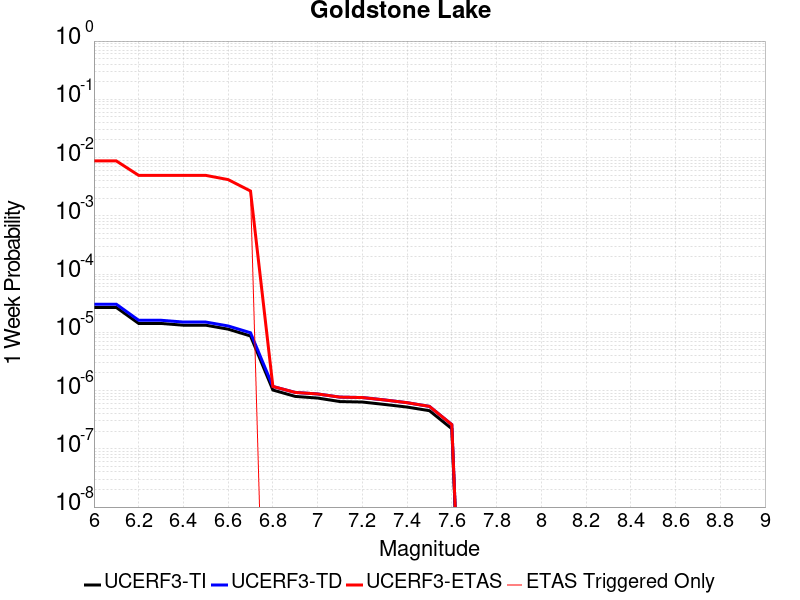 Goldstone Lake
10^0
10^-1
10^-2
10^-3
10^-4
10^-5
10^-6
10^-7
10^-8
1 Week Probability
6 6.2 6.4 6.6 6.8 7 7.2 7.4 7.6 7.8 8 8.2 8.4 8.6 8.8 9
Magnitude
UCERF3-TI UCERF3-TD UCERF3-ETAS ETAS Triggered Only